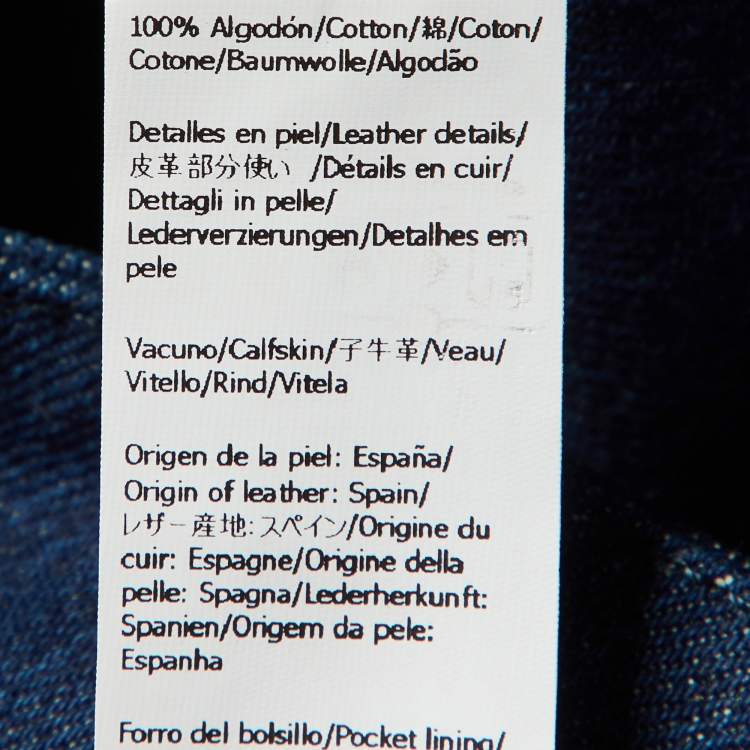 100% Algodón/Cotton/綿/Coton/
Cotone/Baumwolle/Algodão
Detalles en piel/Leather details/
皮革部分使い /Détails en cuir/
Dettagli in pelle/
Lederverzierungen/Detalhes em
pele
Vacuno/Calfskin/子牛革/Veau/
Vitello/Rind/Vitela
Origen de la piel: España/
Origin of leather: Spain/
レザー産地:スペイン/Origine du
cuir: Espagne/Origine della
pelle: Spagna/Lederherkunft:
Spanien/Origem da pele:
Espanha
Forro del bolsillo/Pocket lining/